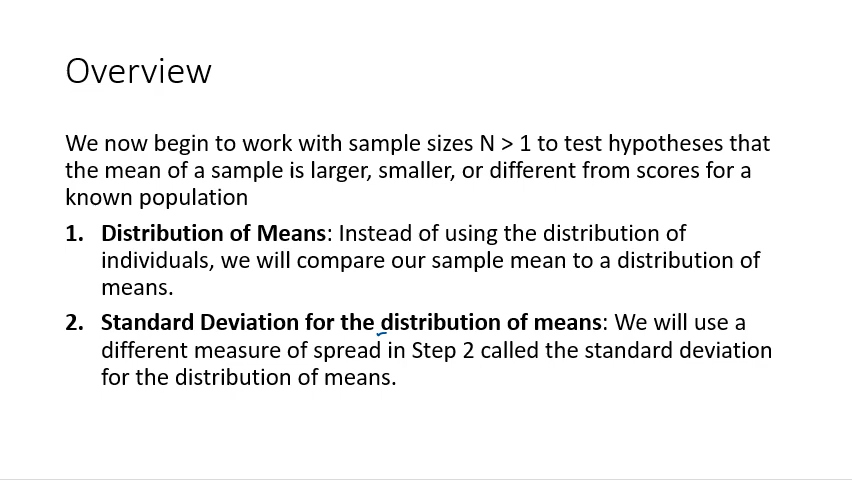 Overview
We now begin to work with sample sizes N > 1 to test hypotheses that
the mean of a sample is larger, smaller, or different from scores for a
known population
1. Distribution of Means: Instead of using the distribution of
individuals, we will compare our sample mean to a distribution of
means.
2. Standard Deviation for the distribution of means: We will use a
different measure of spread in Step 2 called the standard deviation
for the distribution of means.